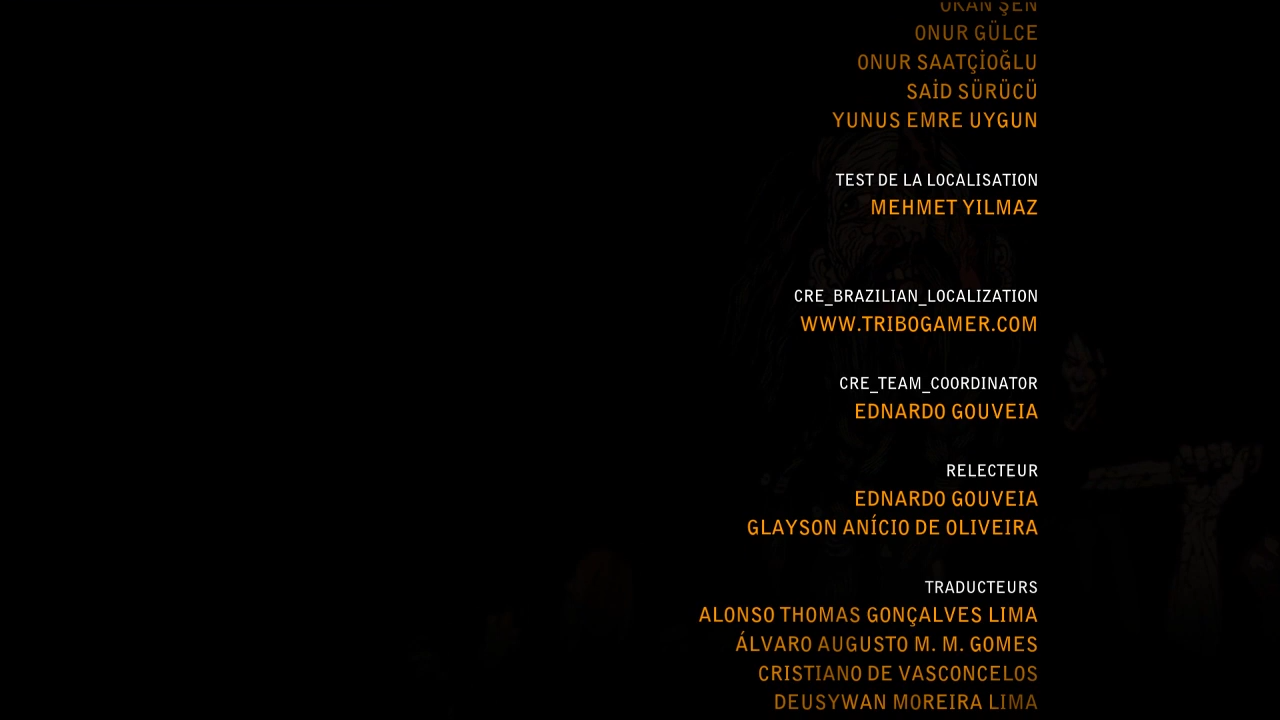 OKAN ŞEN
ONUR GÜLCE
ONUR SAATÇİOĞLU
SAİD SÜRÜCÜ
YUNUS EMRE UYGUN
TEST DE LA LOCALISATION
MEHMET YILMAZ
CRE_BRAZILIAN_LOCALIZATION
WWW.TRIBOGAMER.COM
CRE_TEAM_COORDINATOR
EDNARDO GOUVEIA
RELECTEUR
EDNARDO GOUVEIA
GLAYSON ANÍCIO DE OLIVEIRA
TRADUCTEURS
ALONSO THOMAS GONÇALVES LIMA
ÁLVARO AUGUSTO M. M. GOMES
CRISTIANO DE VASCONCELOS
DEUSYWAN MOREIRA LIMA